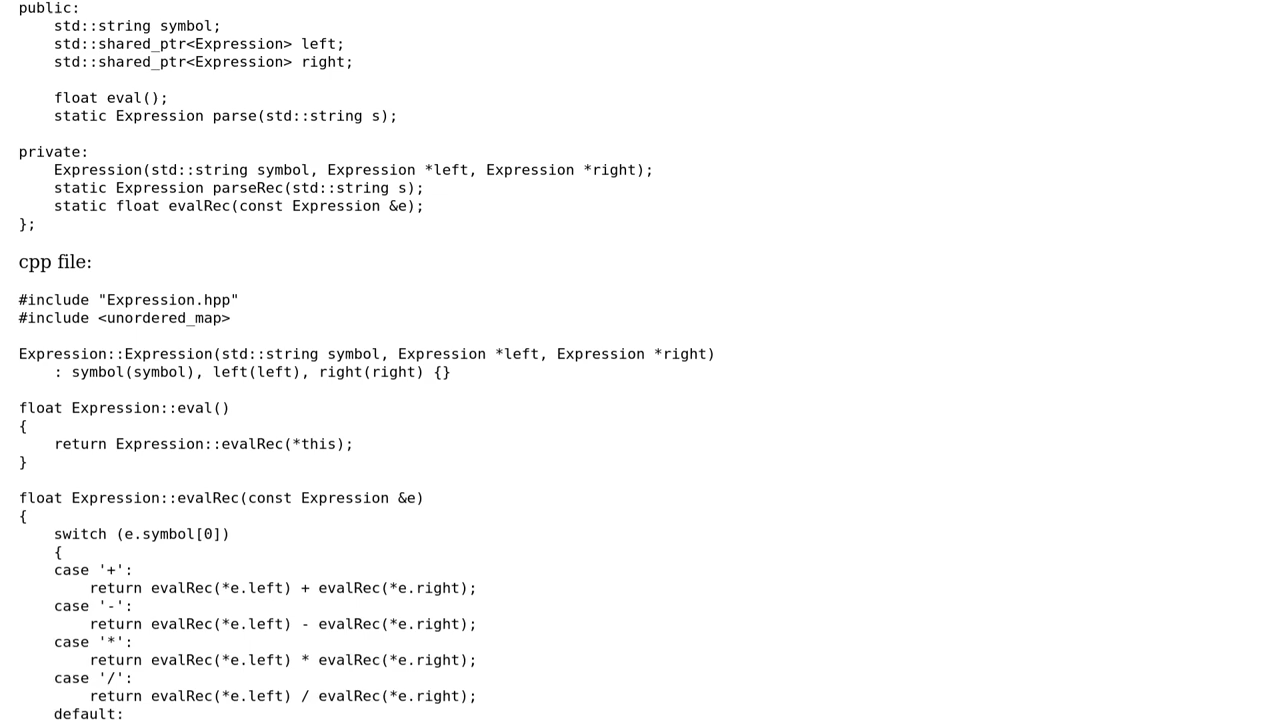 public:
    std::string symbol;
    std::shared_ptr<Expression> left;
    std::shared_ptr<Expression> right;

    float eval();
    static Expression parse(std::string s);

private:
    Expression(std::string symbol, Expression *left, Expression *right);
    static Expression parseRec(std::string s);
    static float evalRec(const Expression &e);
};

cpp file:

#include "Expression.hpp"
#include <unordered_map>

Expression::Expression(std::string symbol, Expression *left, Expression *right)
    : symbol(symbol), left(left), right(right) {}

float Expression::eval()
{
    return Expression::evalRec(*this);
}

float Expression::evalRec(const Expression &e)
{
    switch (e.symbol[0])
    {
    case '+':
        return evalRec(*e.left) + evalRec(*e.right);
    case '-':
        return evalRec(*e.left) - evalRec(*e.right);
    case '*':
        return evalRec(*e.left) * evalRec(*e.right);
    case '/':
        return evalRec(*e.left) / evalRec(*e.right);
    default: